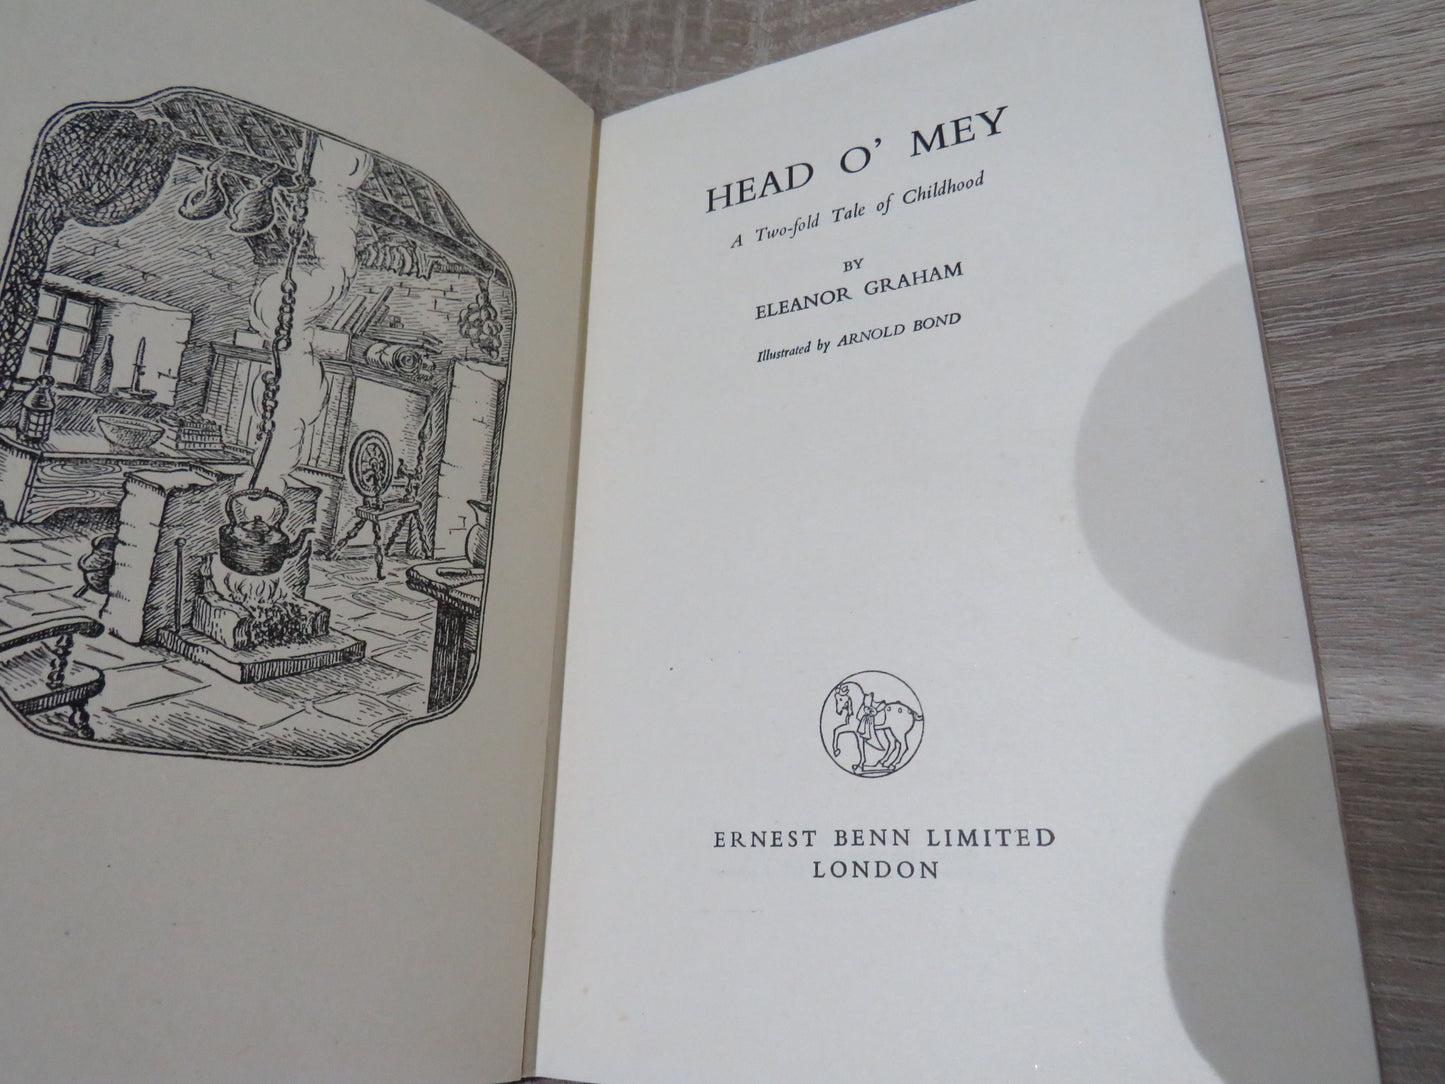 HEAD O' MEY
A Two-fold Tale of Childhood
BY
ELEANOR GRAHAM
Illustrated by ARNOLD BOND
ERNEST BENN LIMITED
LONDON